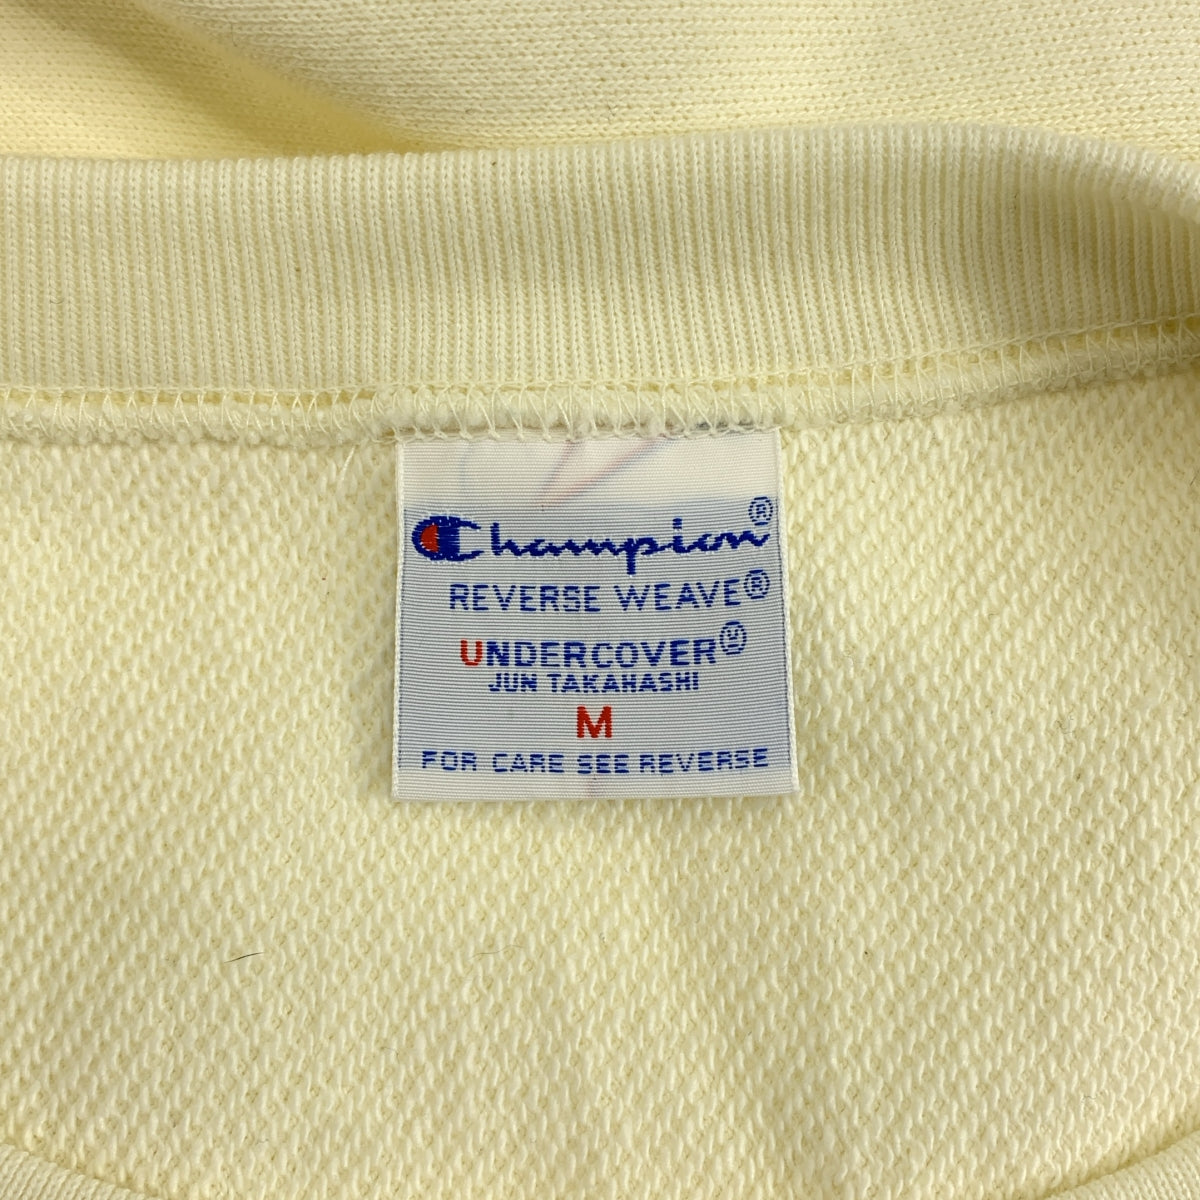 Champion®
REVERSE WEAVE®
UNDERCOVER
JUN TAKAHASHI
M
FOR CARE SEE REVERSE